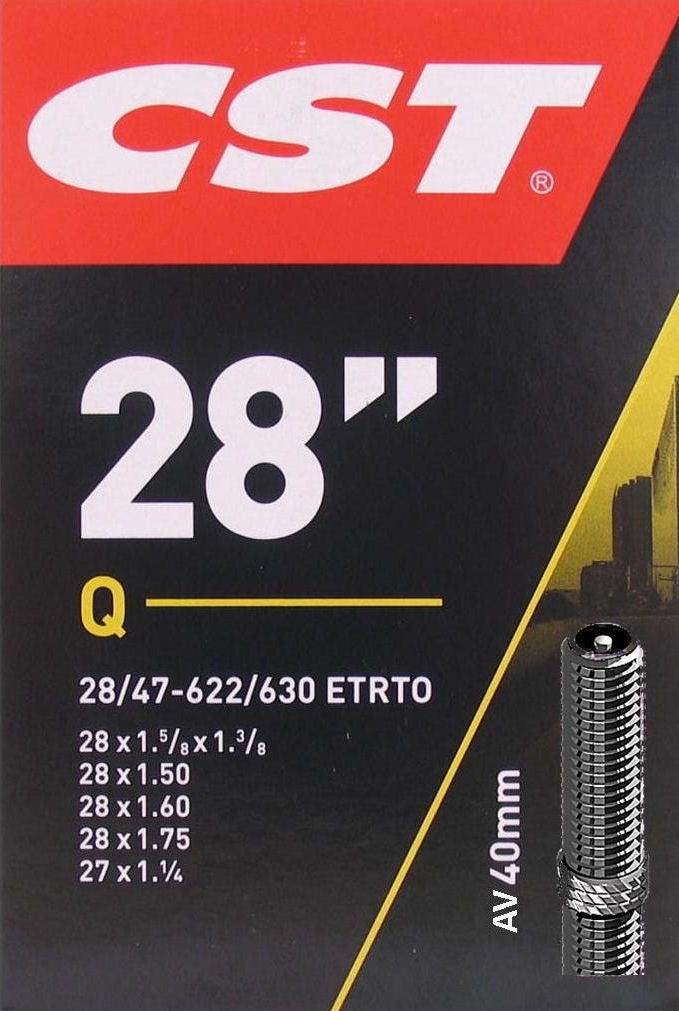 CST®
28”
Q
28/47-622/630 ETRTO
28 x 1.⁵/₈ x 1.³/₈
28 x 1.50
28 x 1.60
28 x 1.75
27 x 1.¼
AV 40mm